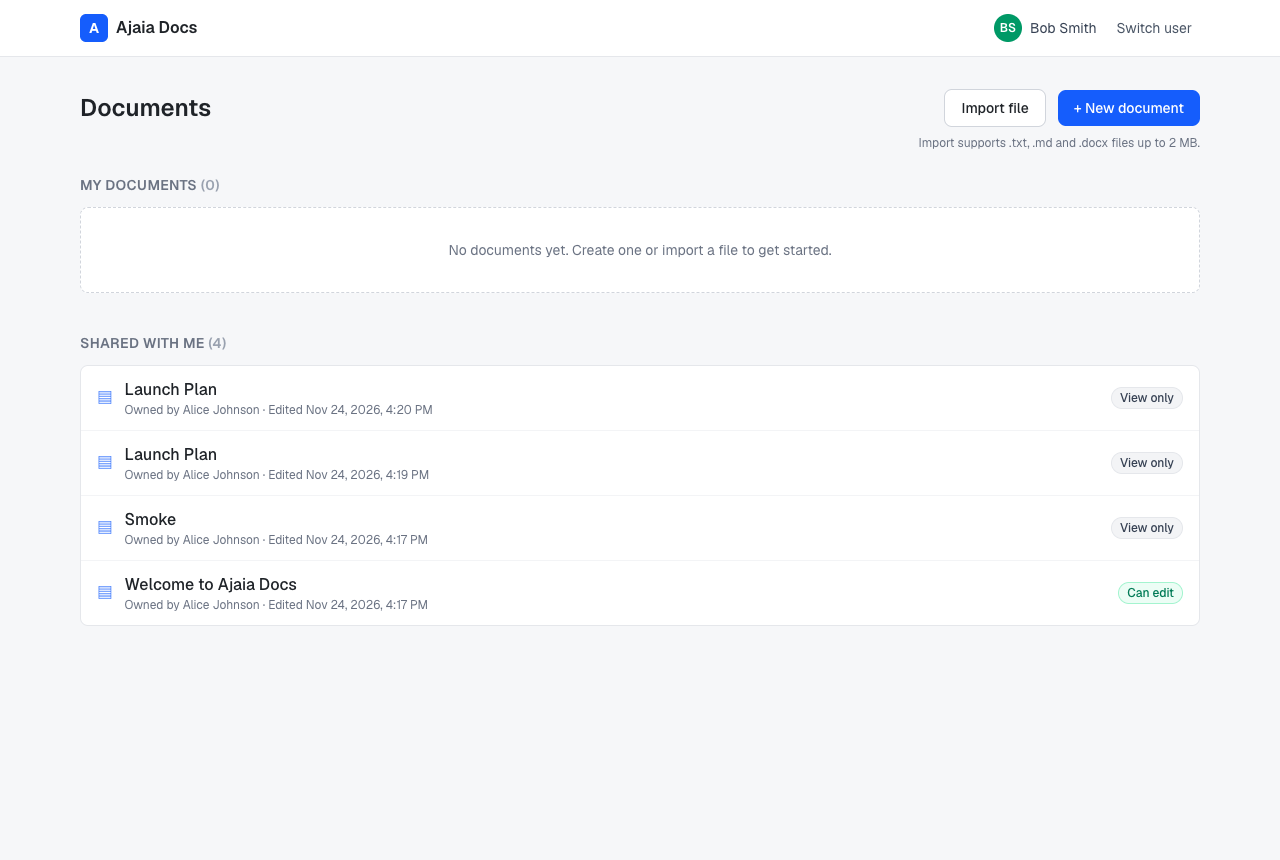 A Ajaia Docs
BS Bob Smith Switch user
Documents
Import file + New document
Import supports .txt, .md and .docx files up to 2 MB.
MY DOCUMENTS (0)
No documents yet. Create one or import a file to get started.
SHARED WITH ME (4)
Launch Plan
Owned by Alice Johnson · Edited Nov 24, 2026, 4:20 PM
View only
Launch Plan
Owned by Alice Johnson · Edited Nov 24, 2026, 4:19 PM
View only
Smoke
Owned by Alice Johnson · Edited Nov 24, 2026, 4:17 PM
View only
Welcome to Ajaia Docs
Owned by Alice Johnson · Edited Nov 24, 2026, 4:17 PM
Can edit